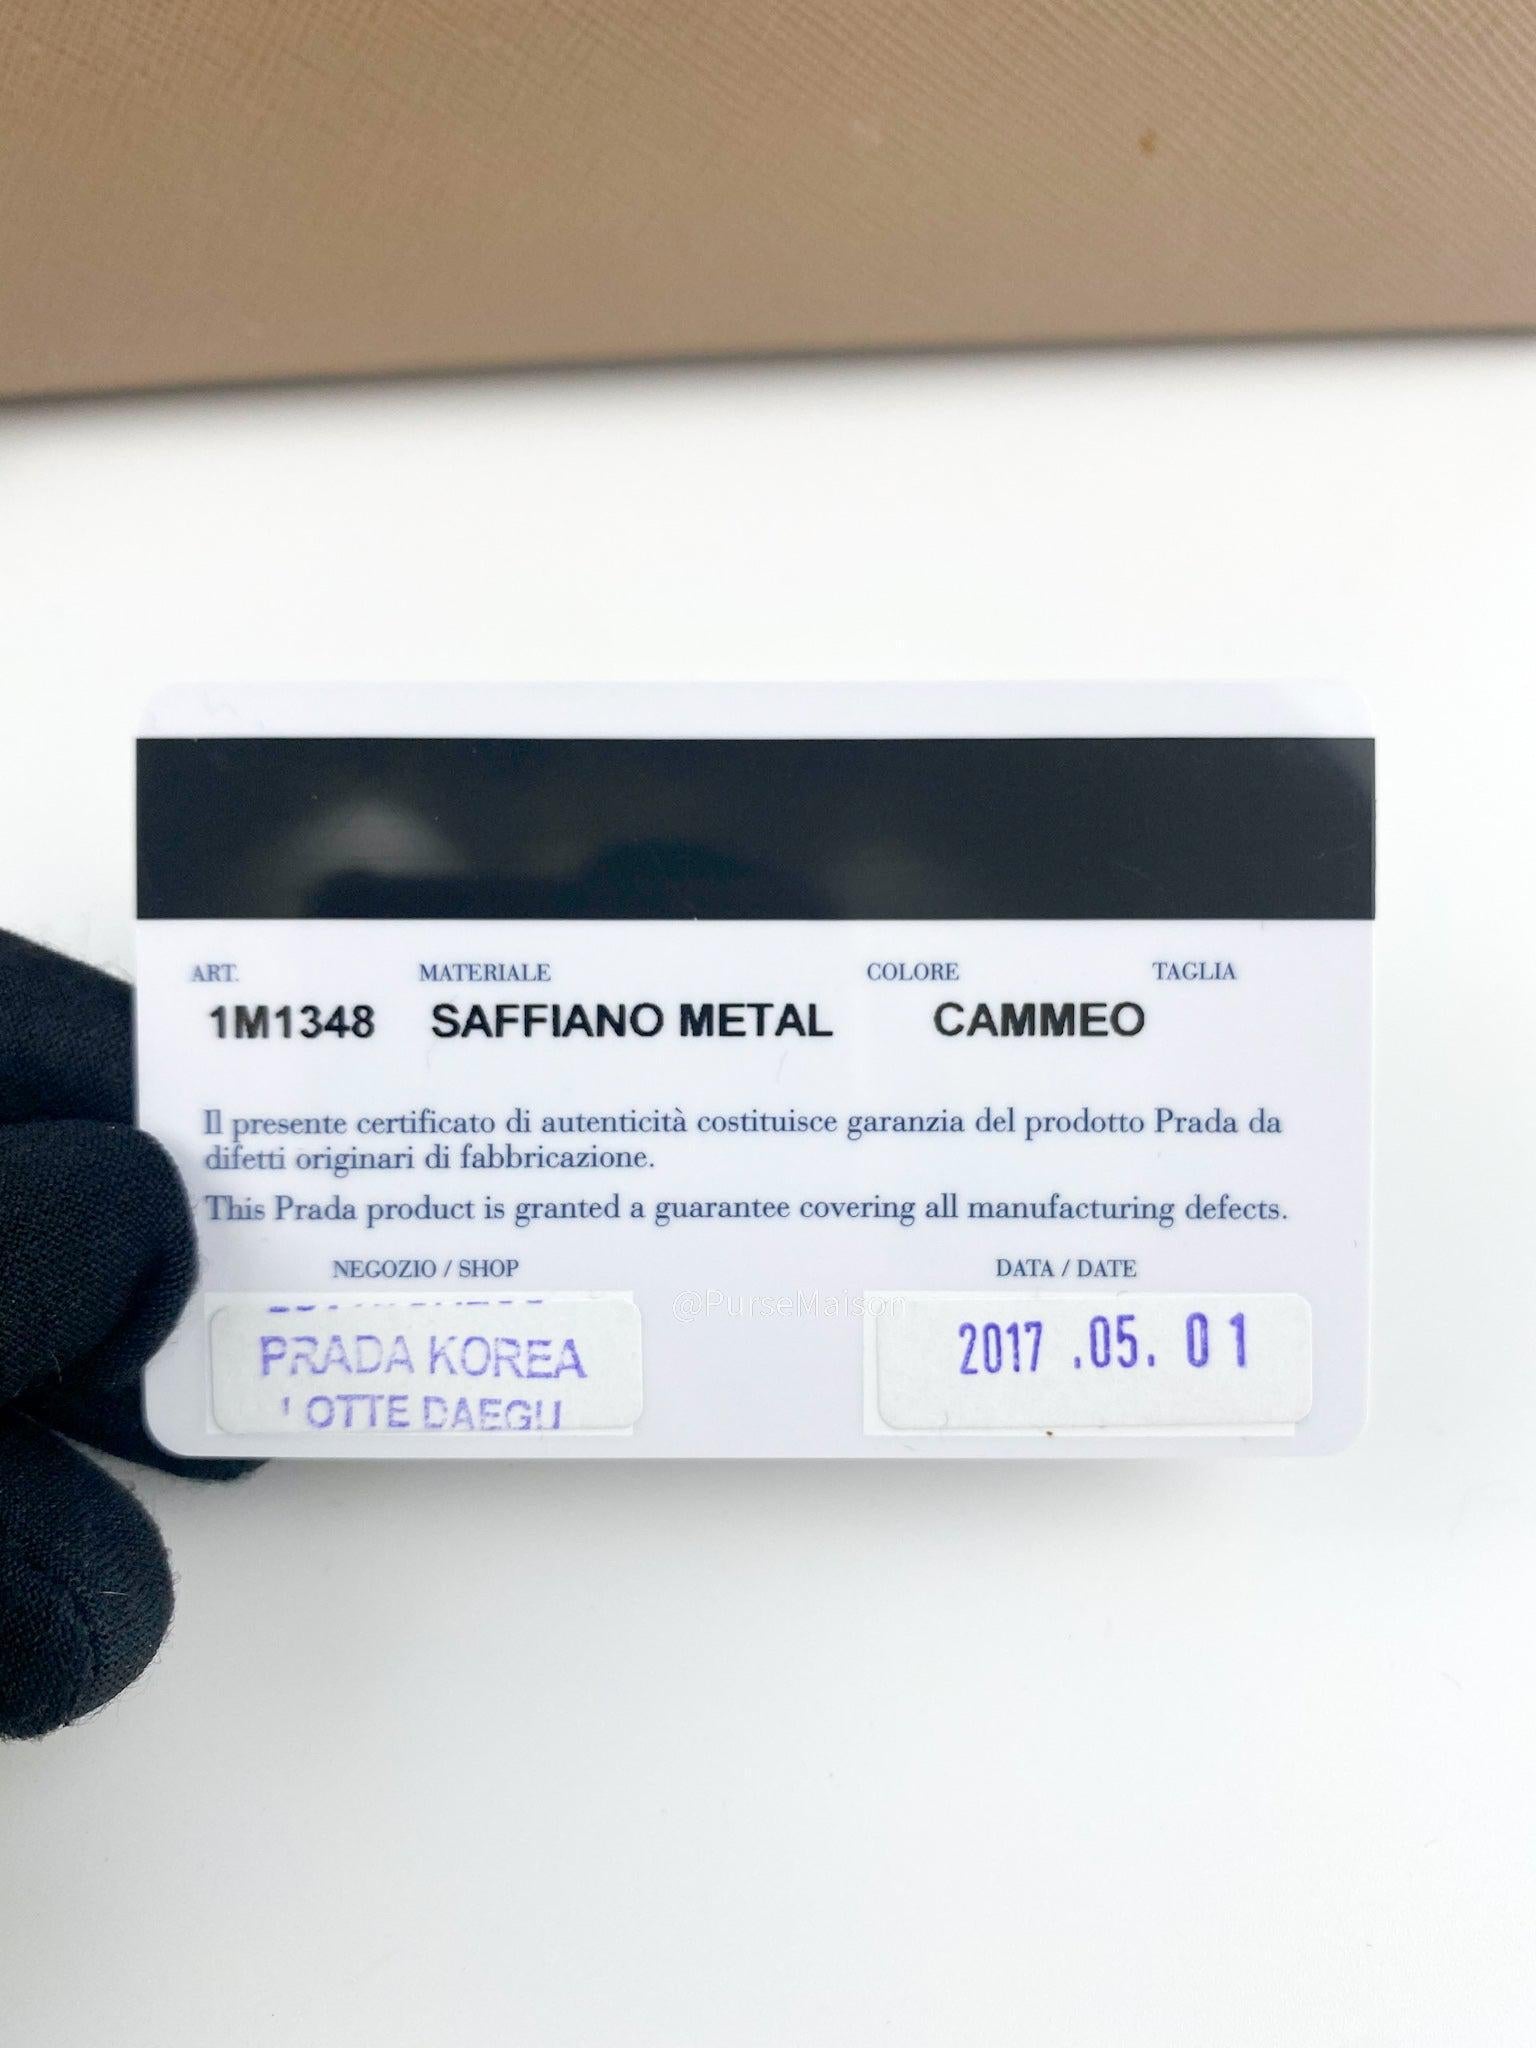 ART. MATERIALE COLORE TAGLIA
1M1348 SAFFIANO METAL CAMMEO
Il presente certificato di autenticità costituisce garanzia del prodotto Prada da
difetti originari di fabbricazione.
This Prada product is granted a guarantee covering all manufacturing defects.
NEGOZIO / SHOP DATA / DATE
@PurseMaison
PRADA KOREA 2017 .05. 01
LOTTE DAEGU